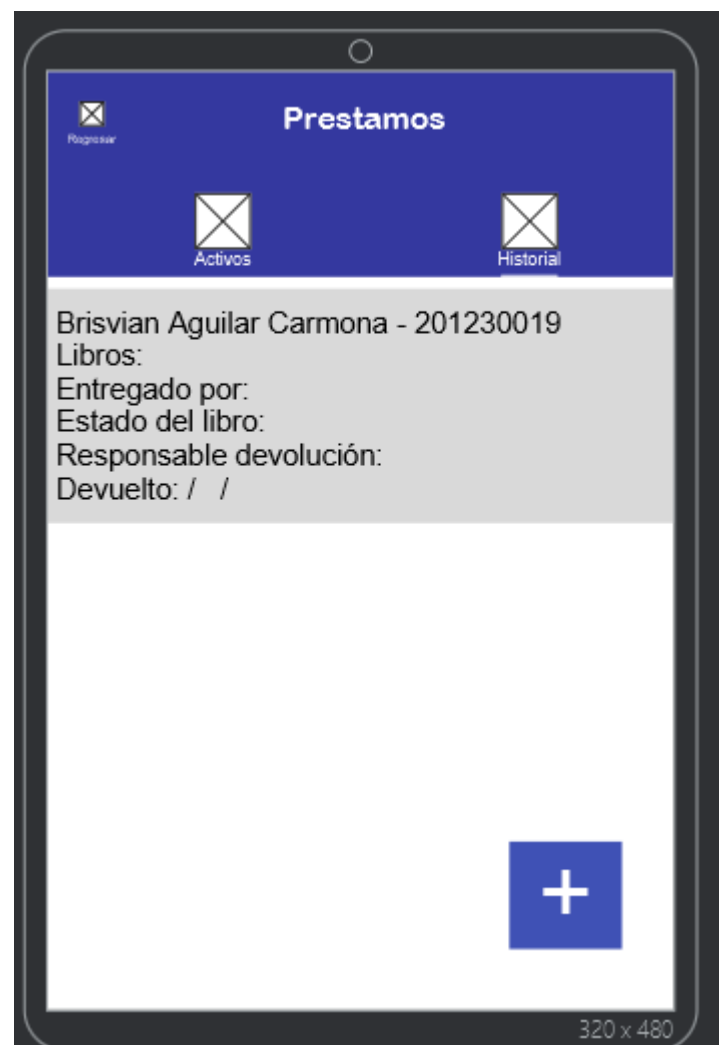 Prestamos
Regresar
Activos
Historial
Brisvian Aguilar Carmona - 201230019
Libros:
Entregado por:
Estado del libro:
Responsable devolución:
Devuelto: /   /
+
320 x 480